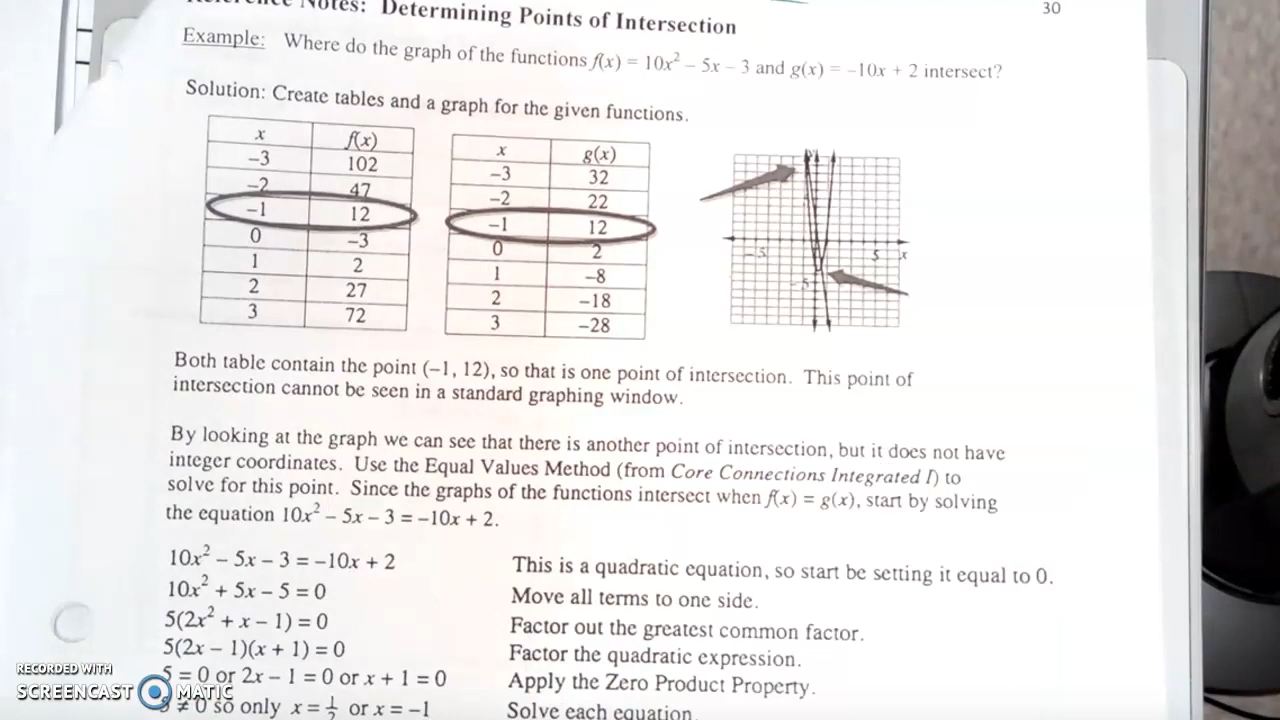 Notes: Determining Points of Intersection
30
Example: Where do the graph of the functions f(x) = 10x² – 5x – 3 and g(x) = –10x + 2 intersect?
Solution: Create tables and a graph for the given functions.
x f(x)
–3 102
–2 47
–1 12
0 –3
1 2
2 27
3 72
x g(x)
–3 32
–2 22
–1 12
0 2
1 –8
2 –18
3 –28
–5 5 x
–5
Both table contain the point (–1, 12), so that is one point of intersection. This point of
intersection cannot be seen in a standard graphing window.
By looking at the graph we can see that there is another point of intersection, but it does not have
integer coordinates. Use the Equal Values Method (from Core Connections Integrated I) to
solve for this point. Since the graphs of the functions intersect when f(x) = g(x), start by solving
the equation 10x² – 5x – 3 = –10x + 2.
10x² – 5x – 3 = –10x + 2 This is a quadratic equation, so start be setting it equal to 0.
10x² + 5x – 5 = 0 Move all terms to one side.
5(2x² + x – 1) = 0 Factor out the greatest common factor.
5(2x – 1)(x + 1) = 0 Factor the quadratic expression.
5 = 0 or 2x – 1 = 0 or x + 1 = 0 Apply the Zero Product Property.
≠ 0 so only x = 1/2 or x = –1 Solve each equation.
RECORDED WITH
SCREENCAST MATIC